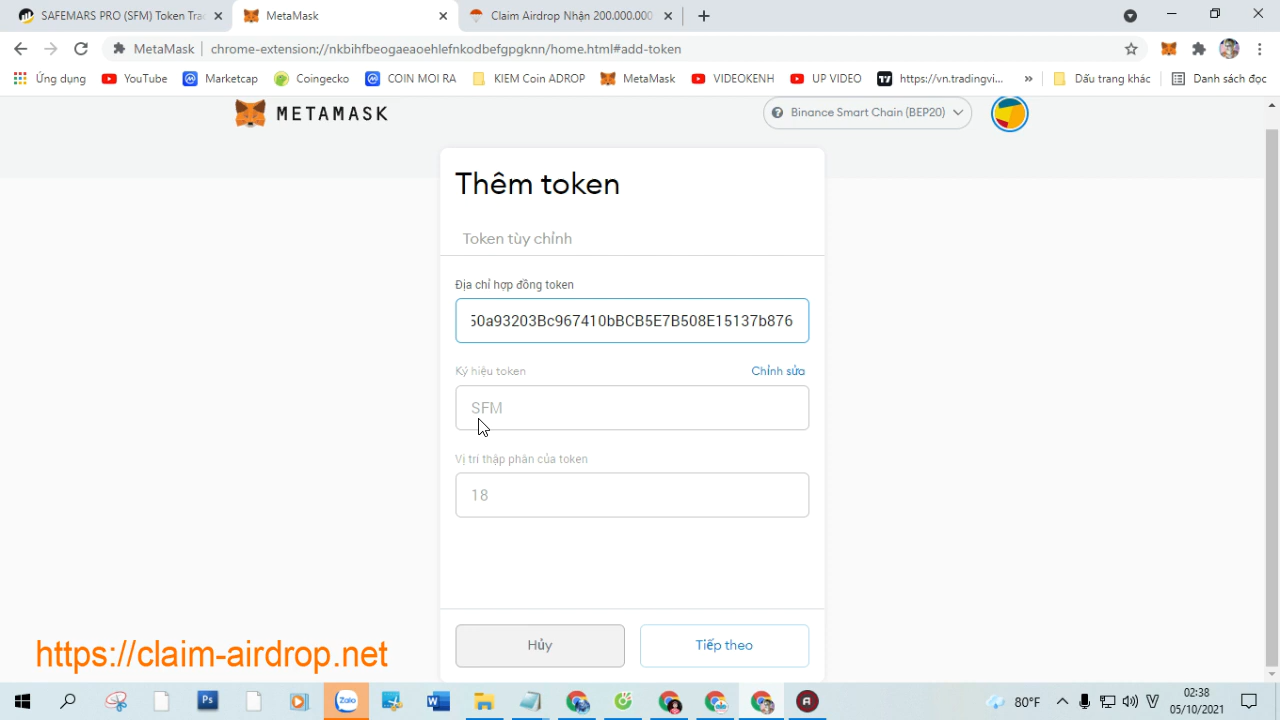 SAFEMARS PRO (SFM) Token Tra
MetaMask
Claim Airdrop Nhận 200.000.000
MetaMask
chrome-extension://nkbihfbeogaeaoehlefnkodbefgpgknn/home.html#add-token
Ứng dụng
YouTube
Marketcap
Coingecko
COIN MOI RA
KIEM Coin ADROP
MetaMask
VIDEOKENH
UP VIDEO
https://vn.tradingvi...
»
Dấu trang khác
Danh sách đọc
METAMASK
Binance Smart Chain (BEP20)
Thêm token
Token tùy chỉnh
Địa chỉ hợp đồng token
50a93203Bc967410bBCB5E7B508E15137b876
Ký hiệu token
Chỉnh sửa
SFM
Vị trí thập phân của token
18
Hủy
Tiếp theo
https://claim-airdrop.net
Ps
Zalo
80°F
02:38
05/10/2021